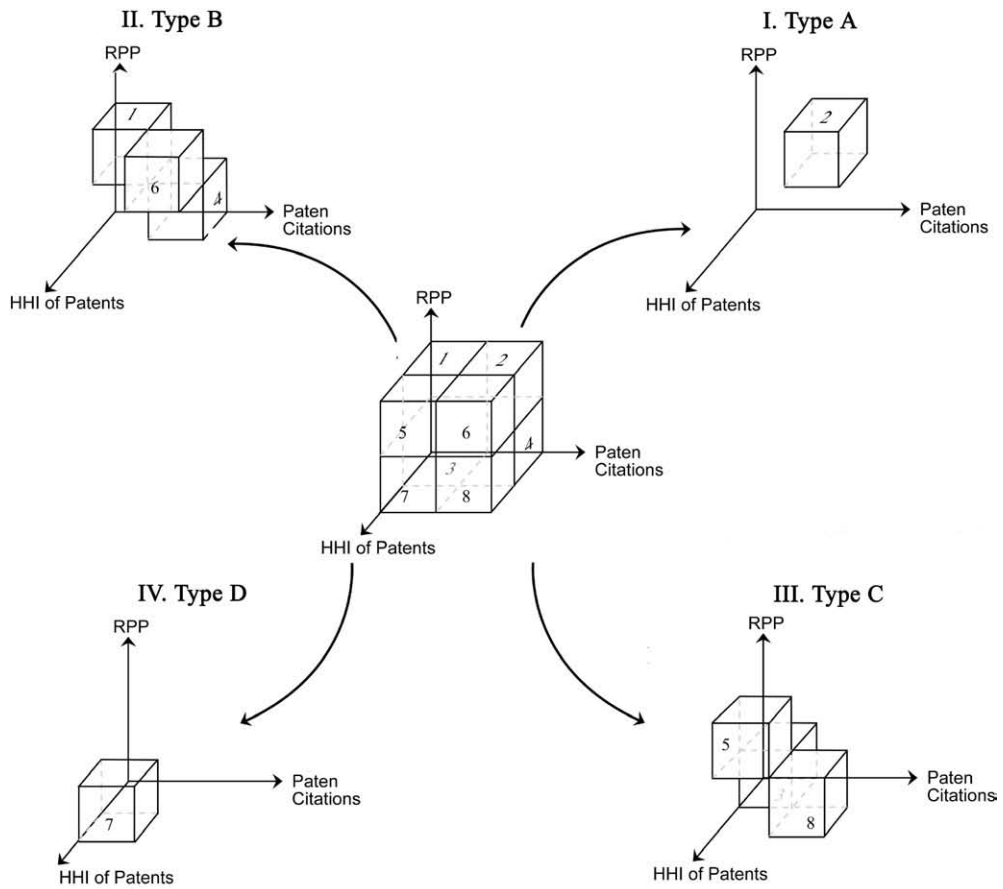 II. Type B
RPP
1
6
4
Paten
Citations
HHI of Patents
I. Type A
RPP
2
Paten
Citations
HHI of Patents
RPP
1
2
5
6
4
3
7
8
Paten
Citations
HHI of Patents
IV. Type D
RPP
7
Paten
Citations
HHI of Patents
III. Type C
RPP
5
3
8
Paten
Citations
HHI of Patents